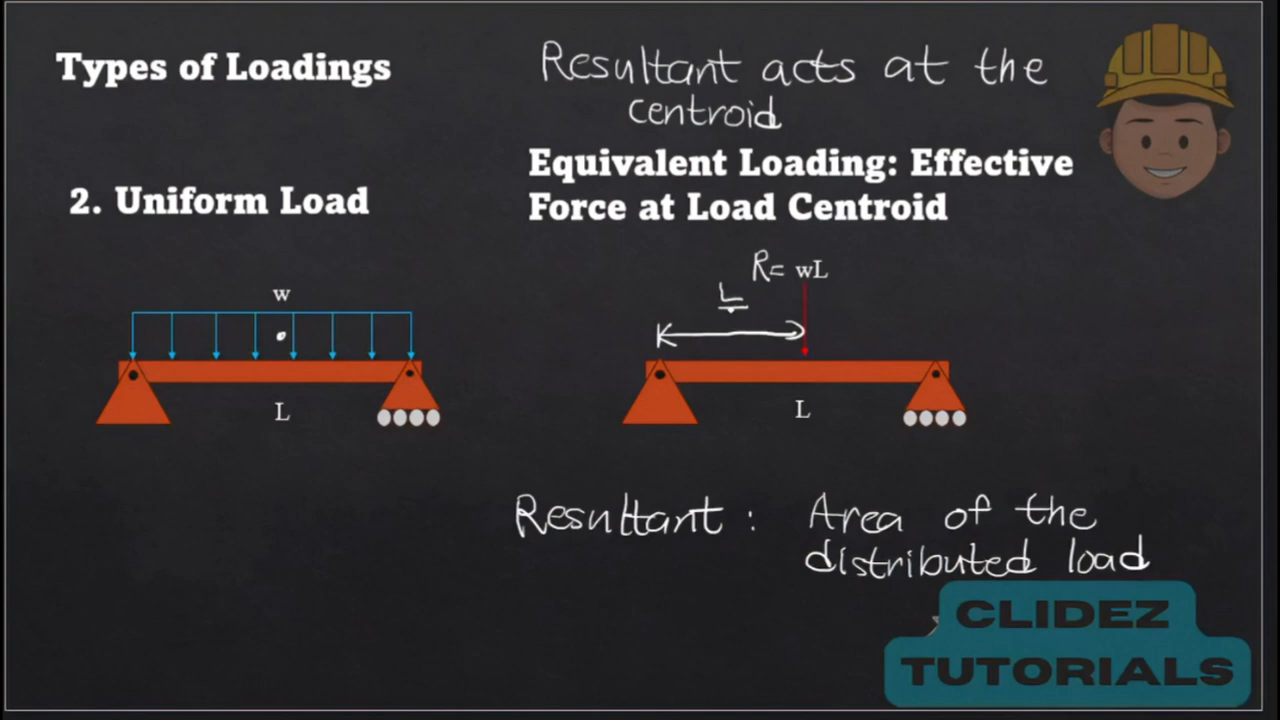 Types of Loadings
Resultant acts at the
centroid
Equivalent Loading: Effective
Force at Load Centroid
2. Uniform Load
R= wL
w
L
L
L
Resultant : Area of the
distributed load
CLIDEZ
TUTORIALS